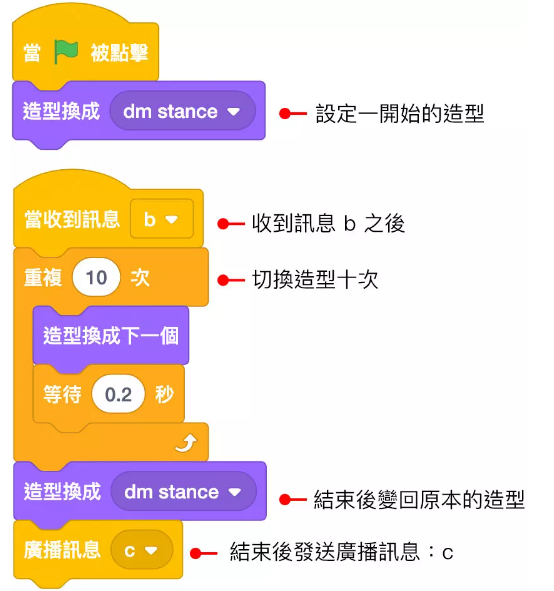 當 被點擊
造型換成 dm stance
設定一開始的造型
當收到訊息 b
收到訊息 b 之後
重複 10 次
切換造型十次
造型換成下一個
等待 0.2 秒
造型換成 dm stance
結束後變回原本的造型
廣播訊息 c
結束後發送廣播訊息：c